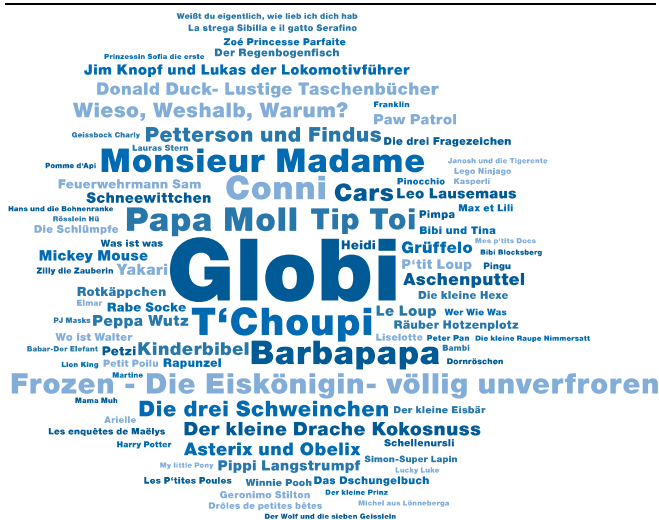 Weißt du eigentlich, wie lieb ich dich hab
La strega Sibilla e il gatto Serafino
Zoé Princesse Parfaite
Prinzessin Sofia die erste
Der Regenbogenfisch
Jim Knopf und Lukas der Lokomotivführer
Donald Duck- Lustige Taschenbücher
Wieso, Weshalb, Warum?
Franklin
Paw Patrol
Geissbock Charly
Petterson und Findus
Die drei Fragezeichen
Lauras Stern
Pomme d'Api
Monsieur Madame
Janosh und die Tigerente
Lego Ninjago
Feuerwehrmann Sam
Conni
Cars
Pinocchio
Kasperli
Schneewittchen
Leo Lausemaus
Hans und die Bohnenranke
Rösslein Hü
Die Schlümpfe
Papa Moll
Tip Toi
Pimpa
Max et Lili
Bibi und Tina
Was ist was
Mickey Mouse
Zilly die Zauberin
Yakari
Globi
Heidi
Grüffelo
Mes p'tits Docs
Bibi Blocksberg
P'tit Loup
Pingu
Aschenputtel
Rotkäppchen
Die kleine Hexe
Elmar
Rabe Socke
PJ Masks
Peppa Wutz
T'Choupi
Le Loup
Wer Wie Was
Räuber Hotzenplotz
Wo ist Walter
Liselotte
Peter Pan
Die kleine Raupe Nimmersatt
Babar-Der Elefant
Petzi
Kinderbibel
Barbapapa
Bambi
Lion King
Petit Poilu
Rapunzel
Dornröschen
Martine
Frozen - Die Eiskönigin- völlig unverfroren
Mama Muh
Die drei Schweinchen
Der kleine Eisbär
Arielle
Les enquêtes de Maëlys
Der kleine Drache Kokosnuss
Harry Potter
Asterix und Obelix
Schellenursli
My little Pony
Pippi Langstrumpf
Simon-Super Lapin
Lucky Luke
Les P'tites Poules
Winnie Pooh
Das Dschungelbuch
Geronimo Stilton
Der kleine Prinz
Drôles de petites bêtes
Michel aus Lönneberga
Der Wolf und die sieben Geisslein